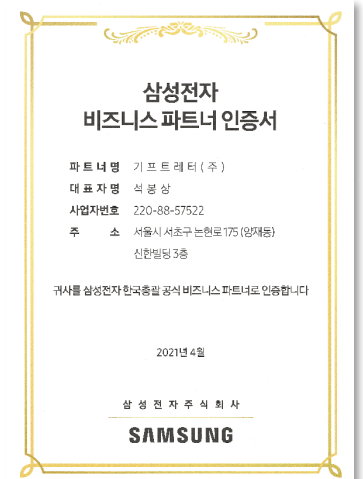 삼성전자
비즈니스 파트너 인증서
파 트 너 명 기 프 트 레 터 ( 주 )
대 표 자 명 석 봉 상
사업자번호 220-88-57522
주 소 서울시 서초구 논현로 175 (양재동)
신한빌딩 3층
귀사를 삼성전자 한국총괄 공식 비즈니스 파트너로 인증합니다
2021년 4월
삼 성 전 자 주 식 회 사
SAMSUNG